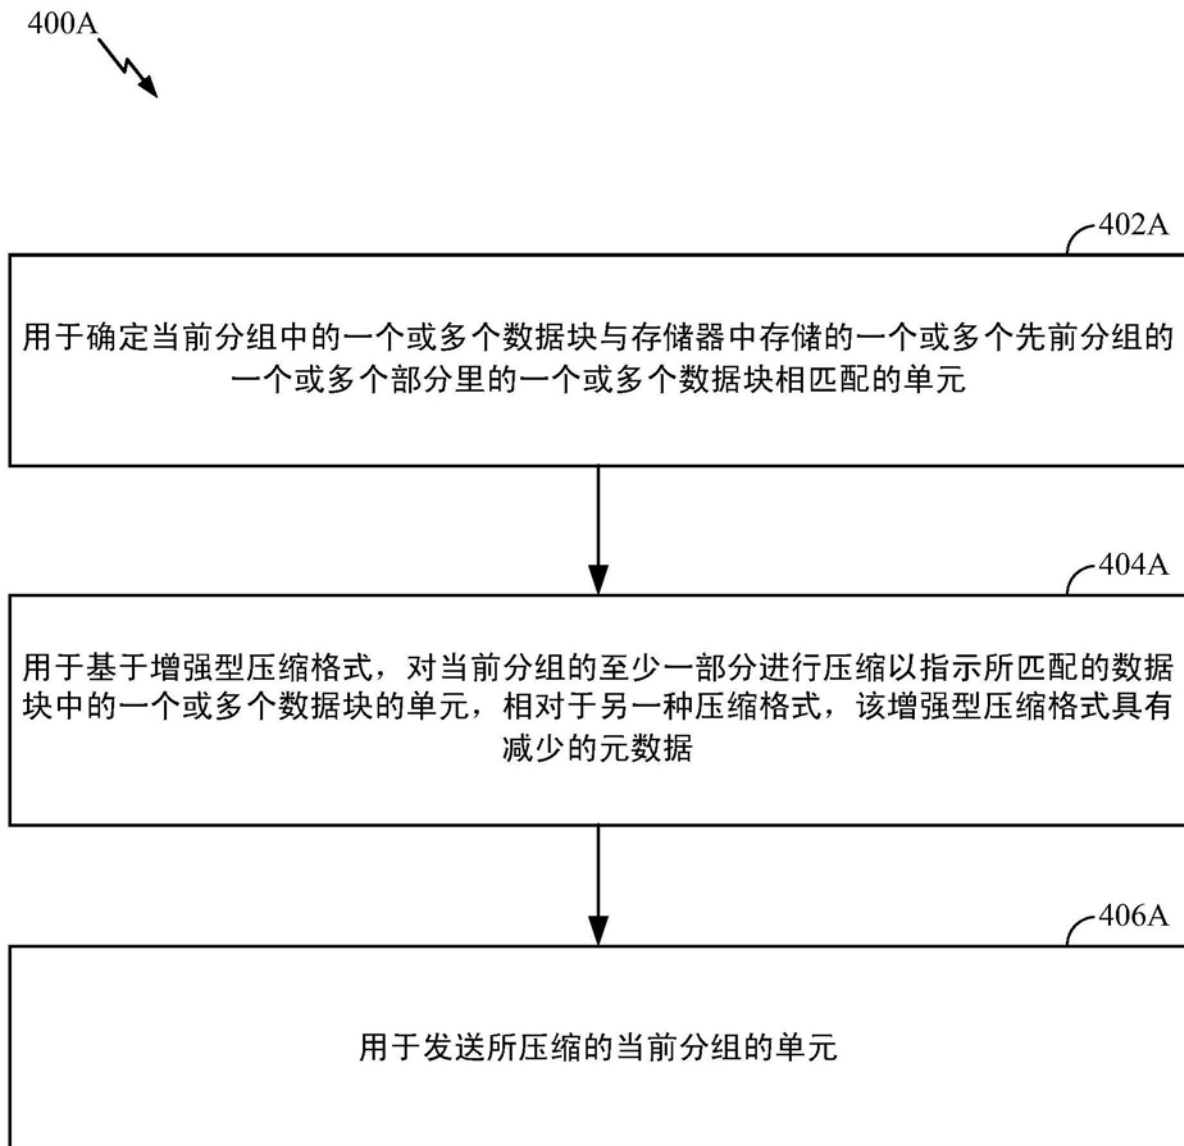 400A
402A
用于确定当前分组中的一个或多个数据块与存储器中存储的一个或多个先前分组的
一个或多个部分里的一个或多个数据块相匹配的单元
404A
用于基于增强型压缩格式，对当前分组的至少一部分进行压缩以指示所匹配的数据
块中的一个或多个数据块的单元，相对于另一种压缩格式，该增强型压缩格式具有
减少的元数据
406A
用于发送所压缩的当前分组的单元